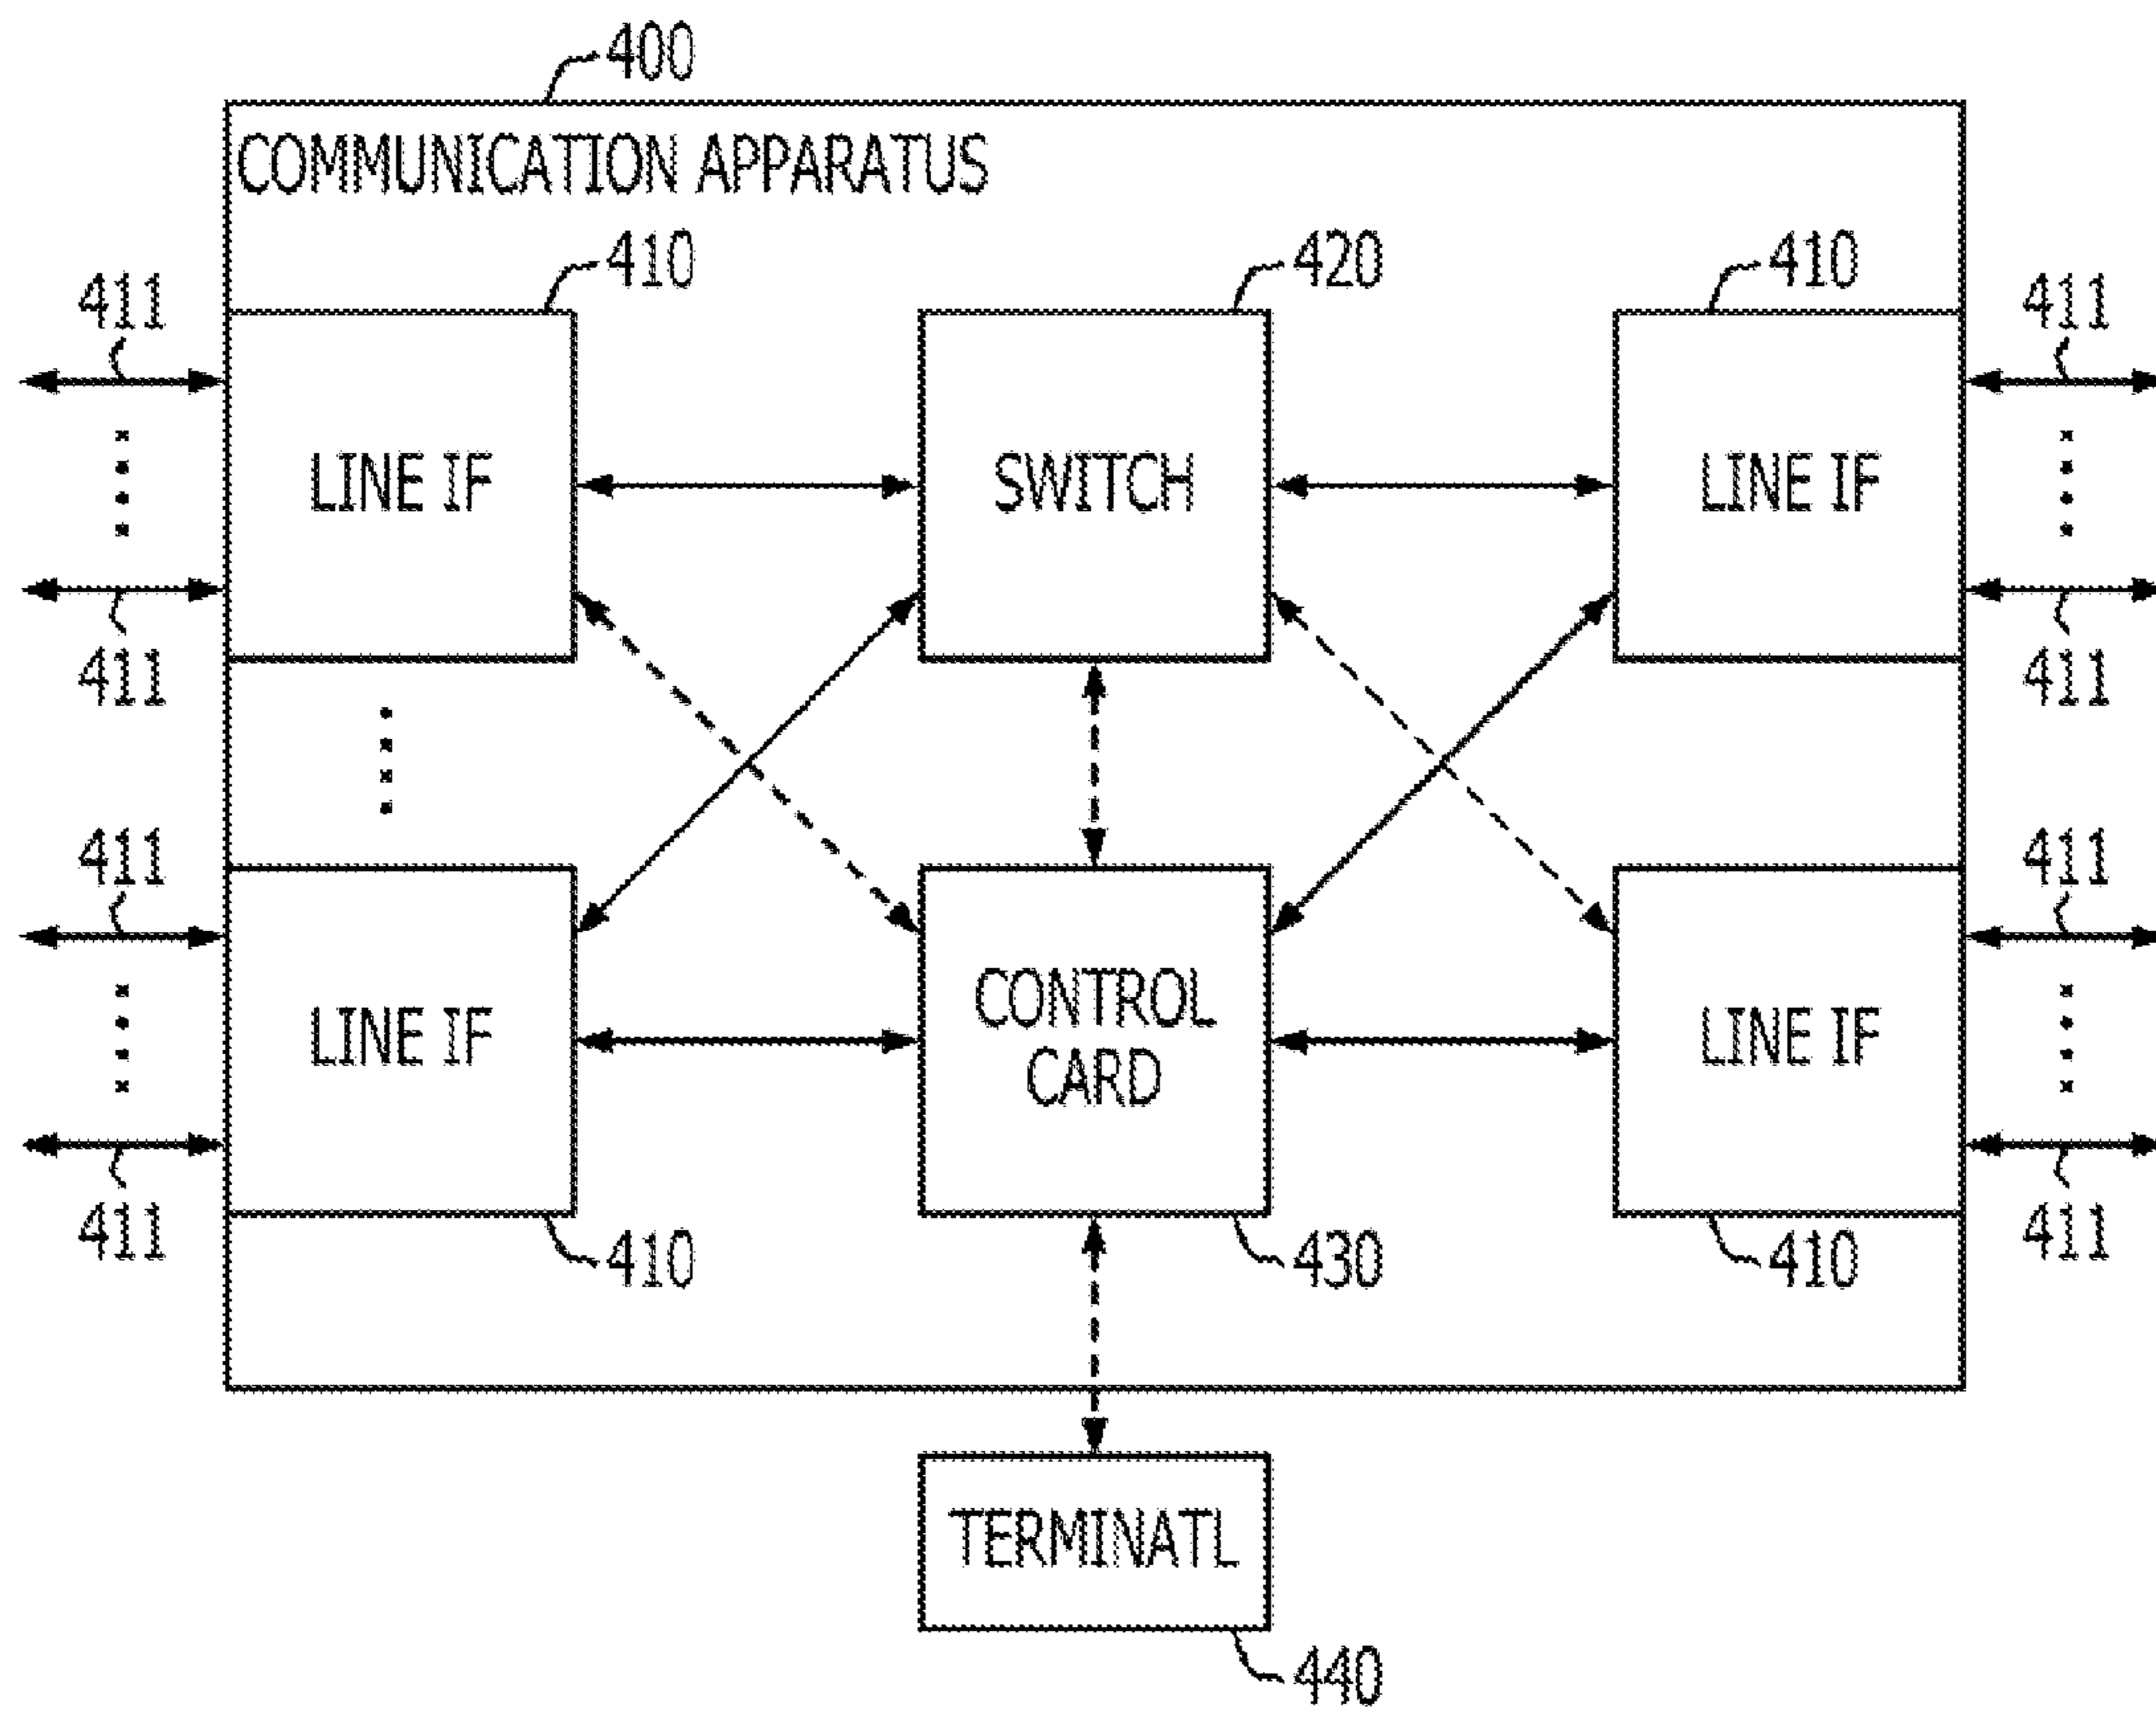 400
COMMUNICATION APPARATUS
410
420
410
411
411
LINE IF
SWITCH
LINE IF
411
411
411
411
LINE IF
CONTROL
CARD
LINE IF
411
411
410
430
410
TERMINATL
440